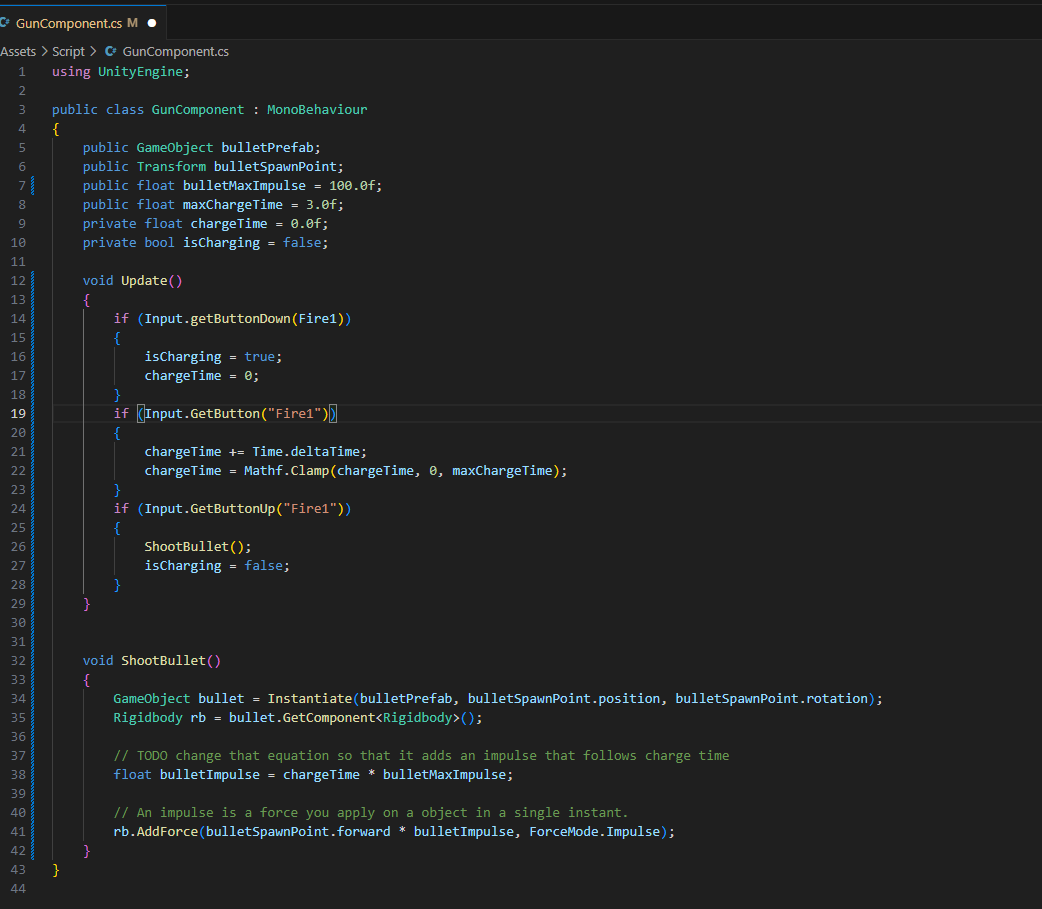 C# GunComponent.cs M ●
Assets > Script > C# GunComponent.cs
1 using UnityEngine;
2
3 public class GunComponent : MonoBehaviour
4 {
5     public GameObject bulletPrefab;
6     public Transform bulletSpawnPoint;
7     public float bulletMaxImpulse = 100.0f;
8     public float maxChargeTime = 3.0f;
9     private float chargeTime = 0.0f;
10     private bool isCharging = false;
11
12     void Update()
13     {
14         if (Input.getButtonDown(Fire1))
15         {
16             isCharging = true;
17             chargeTime = 0;
18         }
19         if (Input.GetButton("Fire1"))
20         {
21             chargeTime += Time.deltaTime;
22             chargeTime = Mathf.Clamp(chargeTime, 0, maxChargeTime);
23         }
24         if (Input.GetButtonUp("Fire1"))
25         {
26             ShootBullet();
27             isCharging = false;
28         }
29     }
30
31
32     void ShootBullet()
33     {
34         GameObject bullet = Instantiate(bulletPrefab, bulletSpawnPoint.position, bulletSpawnPoint.rotation);
35         Rigidbody rb = bullet.GetComponent<Rigidbody>();
36
37         // TODO change that equation so that it adds an impulse that follows charge time
38         float bulletImpulse = chargeTime * bulletMaxImpulse;
39
40         // An impulse is a force you apply on a object in a single instant.
41         rb.AddForce(bulletSpawnPoint.forward * bulletImpulse, ForceMode.Impulse);
42     }
43 }
44